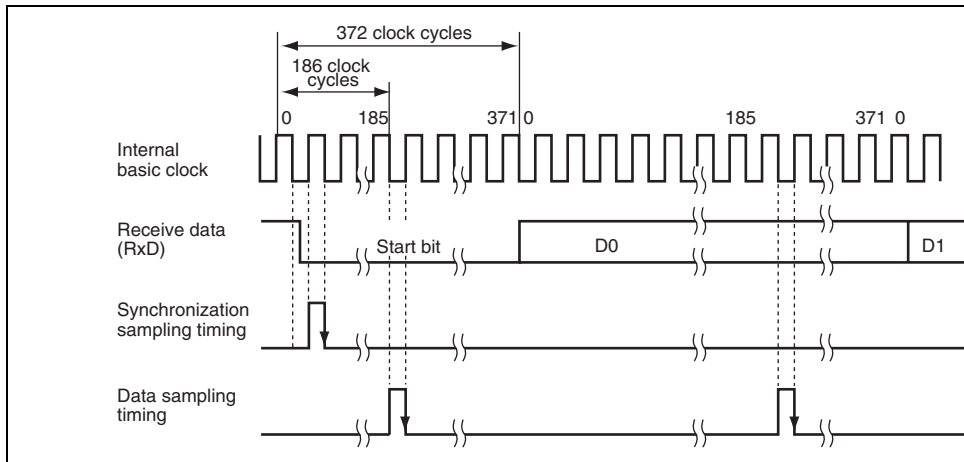 372 clock cycles
186 clock
cycles
0 185 371 0 185 371 0
Internal
basic clock
Receive data
(RxD)
Start bit D0 D1
Synchronization
sampling timing
Data sampling
timing